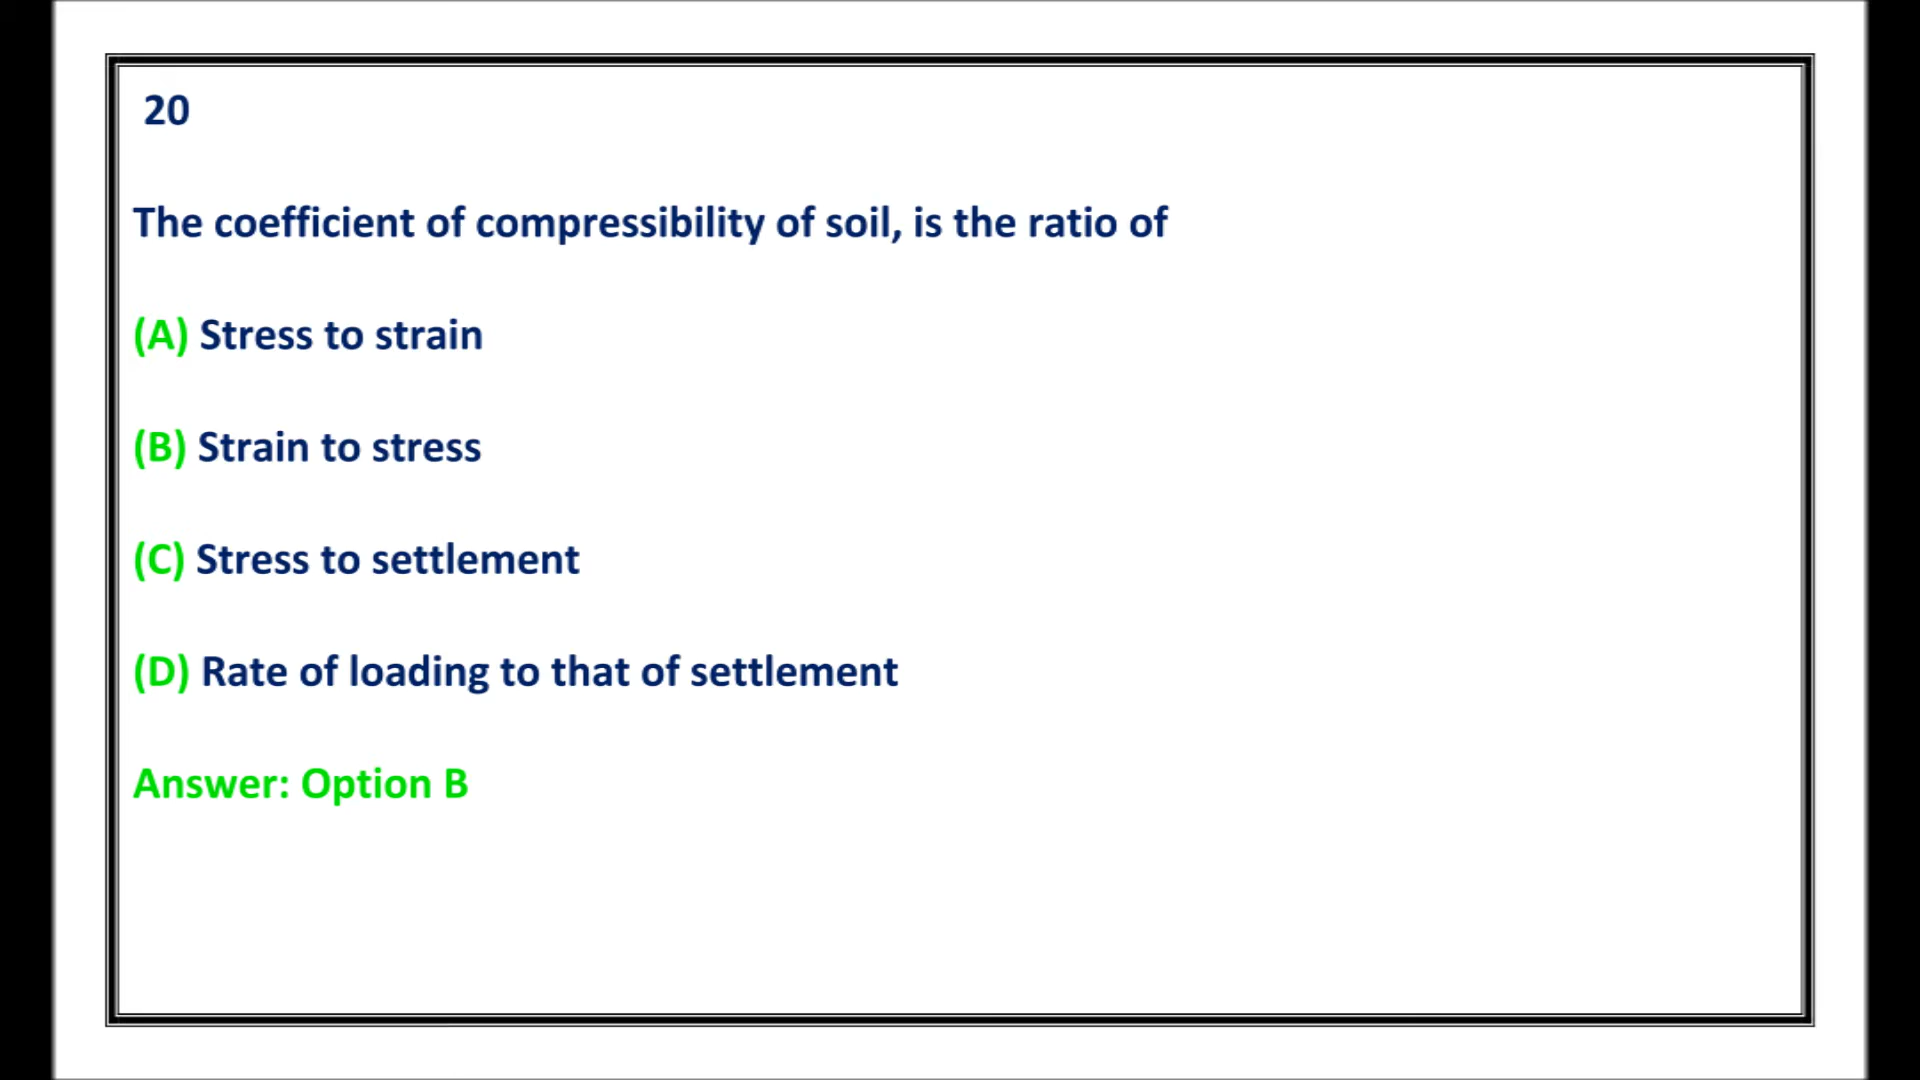 20
The coefficient of compressibility of soil, is the ratio of
(A) Stress to strain
(B) Strain to stress
(C) Stress to settlement
(D) Rate of loading to that of settlement
Answer: Option B